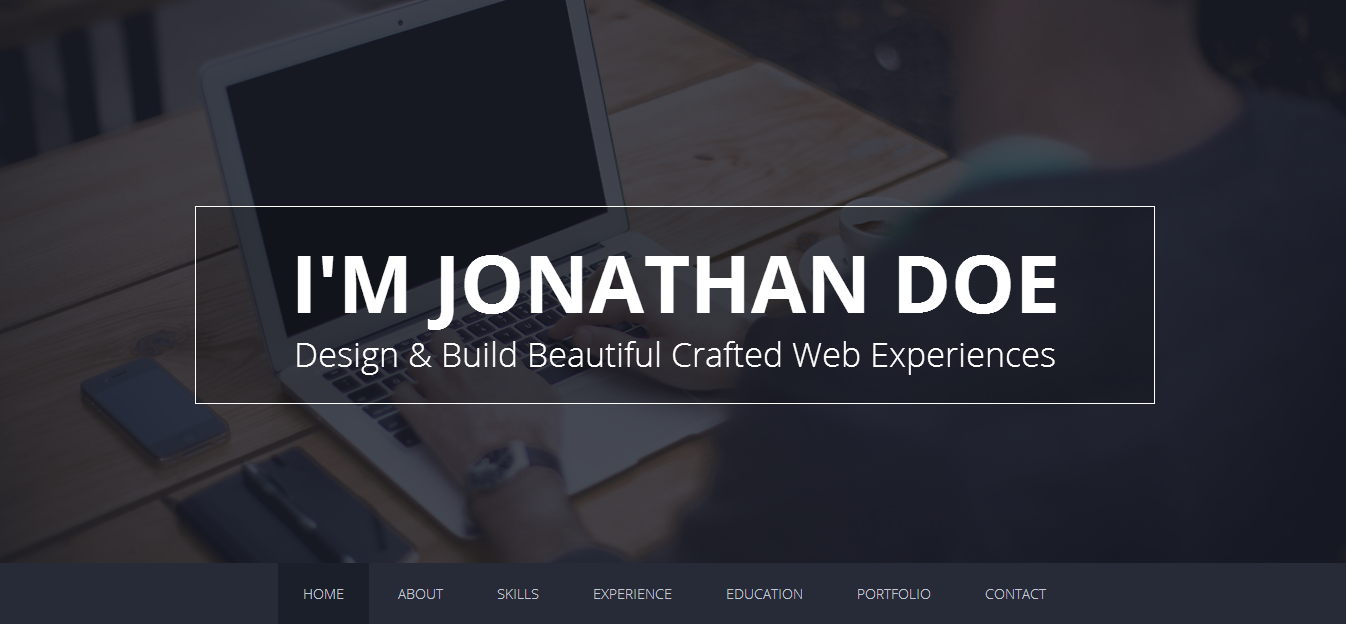 I'M JONATHAN DOE
Design & Build Beautiful Crafted Web Experiences
HOME ABOUT SKILLS EXPERIENCE EDUCATION PORTFOLIO CONTACT